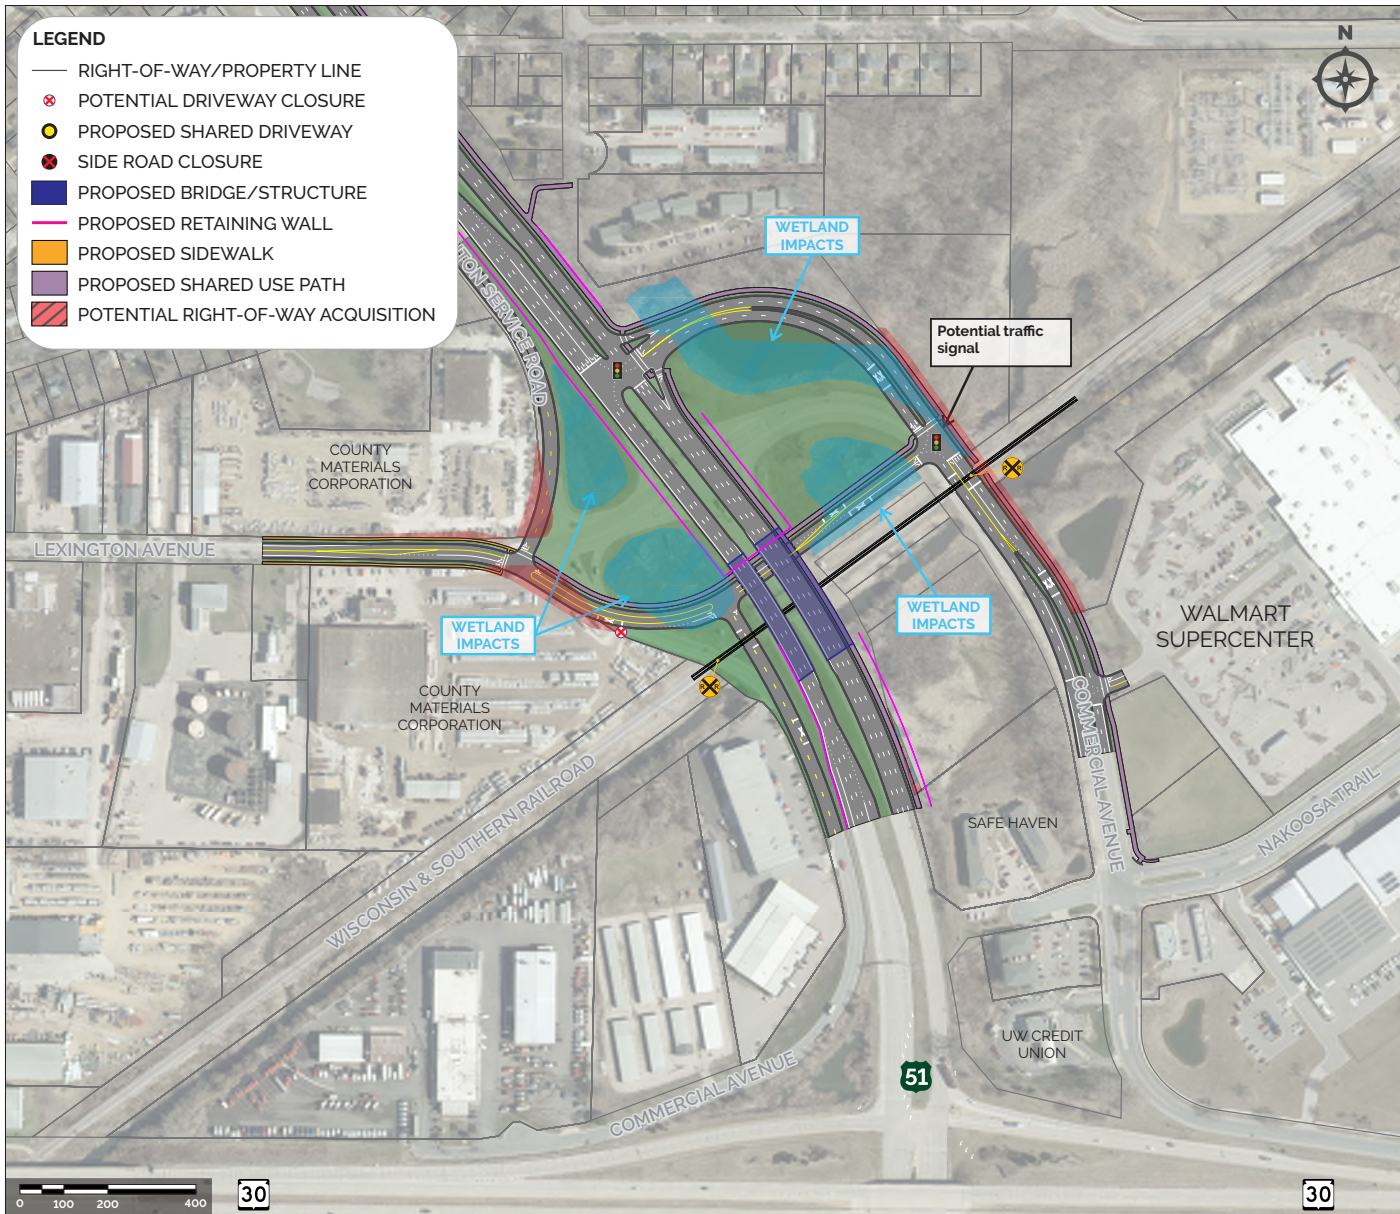 LEGEND
RIGHT-OF-WAY/PROPERTY LINE
POTENTIAL DRIVEWAY CLOSURE
PROPOSED SHARED DRIVEWAY
SIDE ROAD CLOSURE
PROPOSED BRIDGE/STRUCTURE
PROPOSED RETAINING WALL
PROPOSED SIDEWALK
PROPOSED SHARED USE PATH
POTENTIAL RIGHT-OF-WAY ACQUISITION
N
WETLAND
IMPACTS
TON SERVICE ROAD
Potential traffic
signal
COUNTY
MATERIALS
CORPORATION
R R
LEXINGTON AVENUE
WETLAND
IMPACTS
WETLAND
IMPACTS
WALMART
SUPERCENTER
COUNTY
MATERIALS
CORPORATION
R R
COMMERCIAL AVENUE
WISCONSIN & SOUTHERN RAILROAD
NAKOOSA TRAIL
SAFE HAVEN
UW CREDIT
UNION
51
COMMERCIAL AVENUE
0 100 200 400
30
30